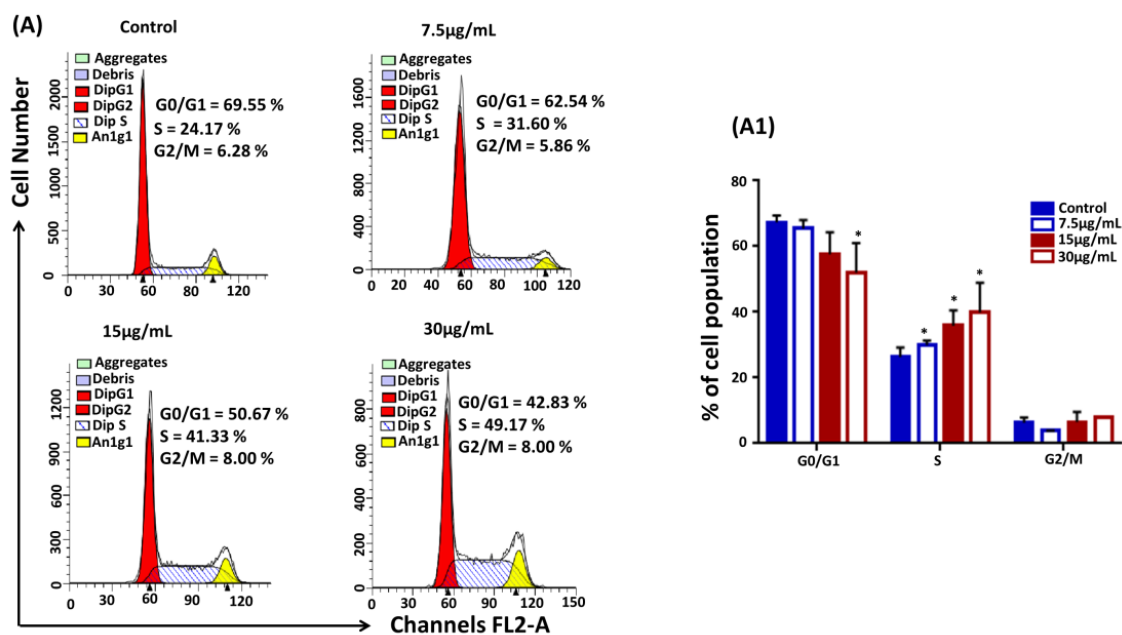 (A)
Control
Aggregates
Debris
DipG1
DipG2
Dip S
An1g1
G0/G1 = 69.55 %
S = 24.17 %
G2/M = 6.28 %
0 500 1000 1500 2000
0 30 60 90 120
7.5µg/mL
Aggregates
Debris
DipG1
DipG2
Dip S
An1g1
G0/G1 = 62.54 %
S = 31.60 %
G2/M = 5.86 %
0 400 800 1200 1600
0 20 40 60 80 100 120
15µg/mL
Aggregates
Debris
DipG1
DipG2
Dip S
An1g1
G0/G1 = 50.67 %
S = 41.33 %
G2/M = 8.00 %
0 300 600 900 1200
0 30 60 90 120
30µg/mL
Aggregates
Debris
DipG1
DipG2
Dip S
An1g1
G0/G1 = 42.83 %
S = 49.17 %
G2/M = 8.00 %
0 200 400 600 800
0 30 60 90 120 150
Cell Number
Channels FL2-A
(A1)
% of cell population
80
60
40
20
0
Control
7.5µg/mL
15µg/mL
30µg/mL
*
* * *
G0/G1 S G2/M